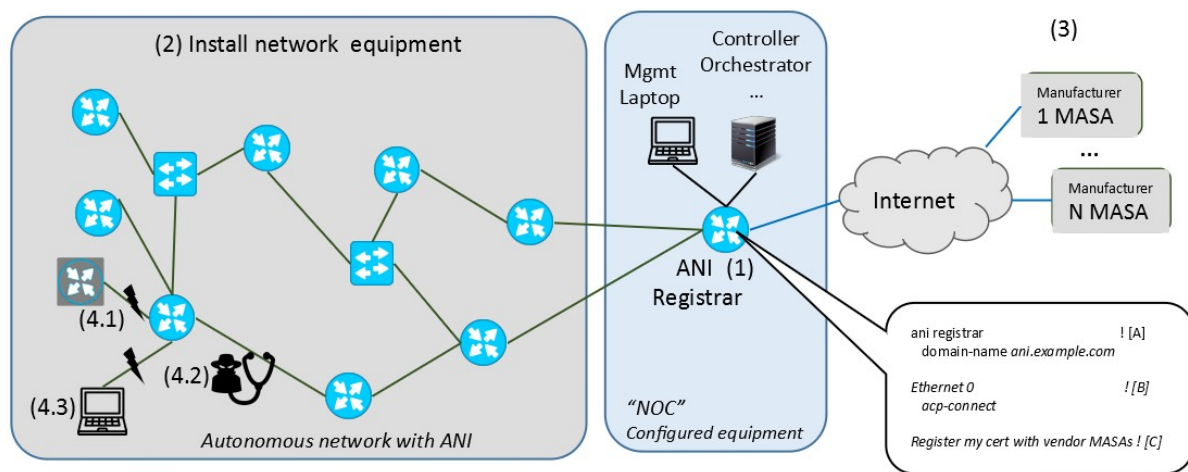 (2) Install network equipment
(4.1)
(4.2)
(4.3)
Autonomous network with ANI
Controller
Orchestrator
...
Mgmt
Laptop
ANI (1)
Registrar
“NOC”
Configured equipment
Internet
(3)
Manufacturer
1 MASA
...
Manufacturer
N MASA
ani registrar ! [A]
domain-name ani.example.com
Ethernet 0 ! [B]
acp-connect
Register my cert with vendor MASAs ! [C]